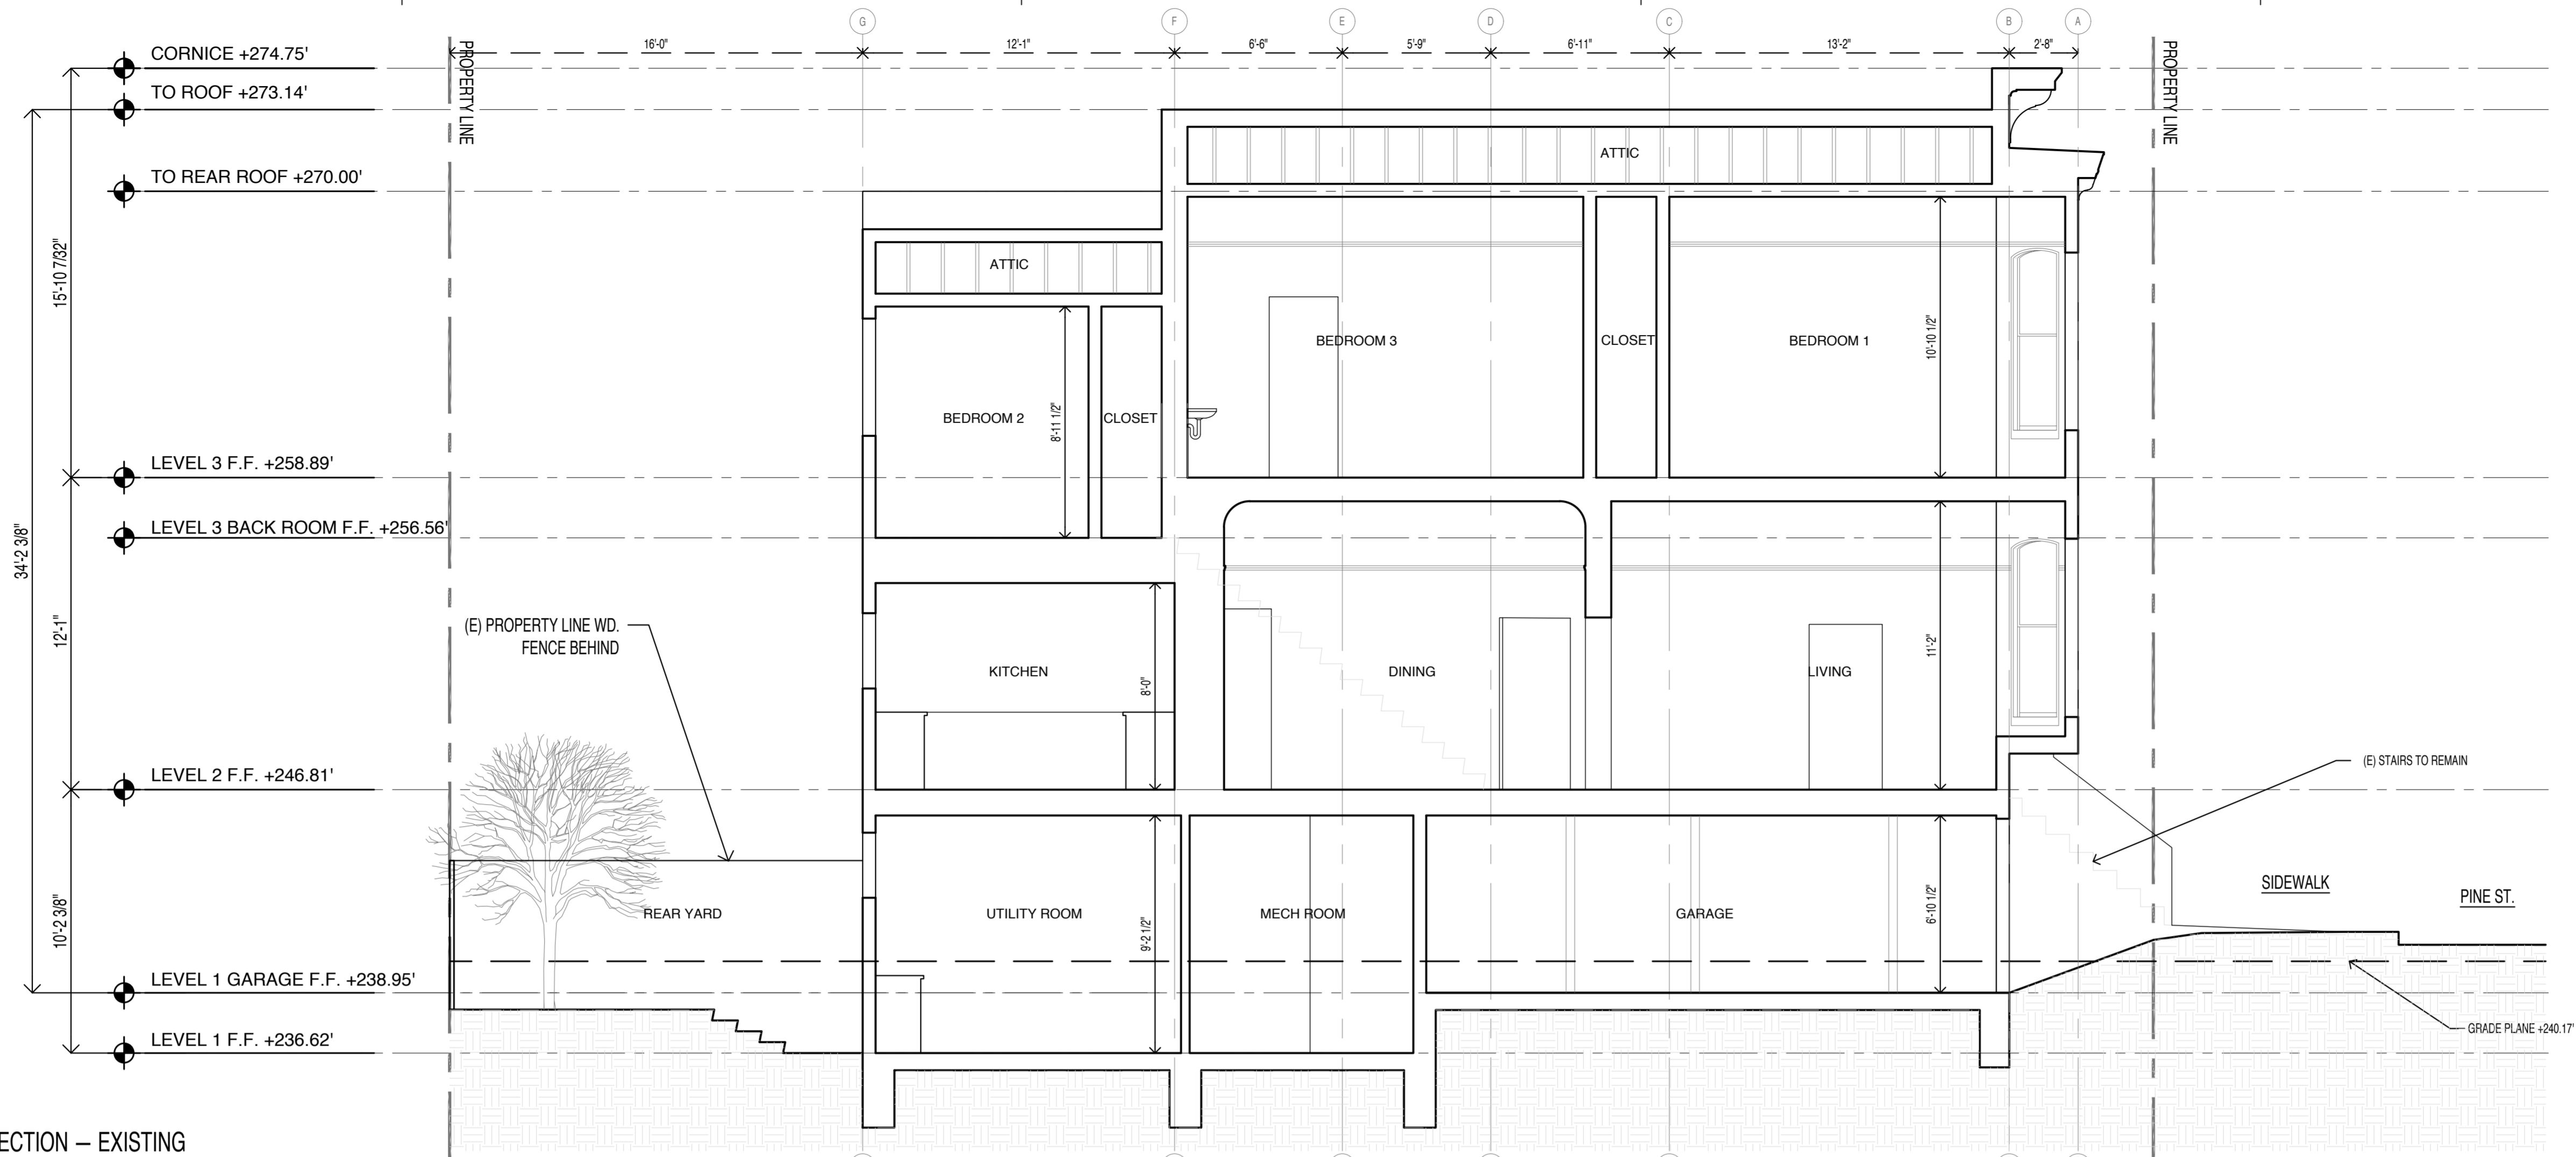 G F E D C B A
16'-0" 12'-1" 6'-6" 5'-9" 6'-11" 13'-2" 2'-8"
PROPERTY LINE
PROPERTY LINE
CORNICE +274.75'
TO ROOF +273.14'
ATTIC
TO REAR ROOF +270.00'
15'-10 7/32"
ATTIC
BEDROOM 3
CLOSET
BEDROOM 1
10'-10 1/2"
BEDROOM 2
8'-11 1/2"
CLOSET
LEVEL 3 F.F. +258.89'
LEVEL 3 BACK ROOM F.F. +256.56'
34'-2 3/8"
12'-1"
(E) PROPERTY LINE WD.
FENCE BEHIND
KITCHEN
8'-0"
DINING
LIVING
11'-2"
(E) STAIRS TO REMAIN
LEVEL 2 F.F. +246.81'
SIDEWALK
PINE ST.
10'-2 3/8"
REAR YARD
UTILITY ROOM
9'-2 1/2"
MECH ROOM
GARAGE
6'-10 1/2"
LEVEL 1 GARAGE F.F. +238.95'
GRADE PLANE +240.17'
LEVEL 1 F.F. +236.62'
ECTION – EXISTING